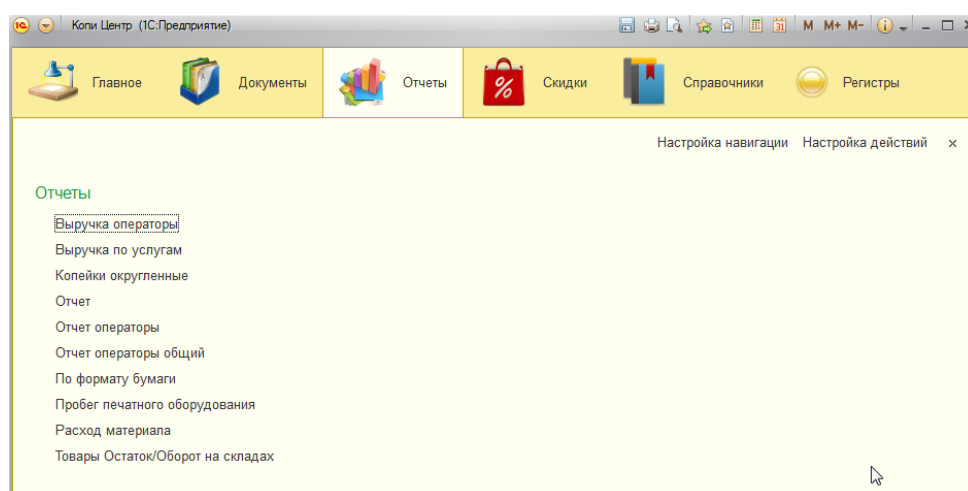 1С Копи Центр (1С:Предприятие) 31 M M+ M-
Главное Документы Отчеты Скидки Справочники Регистры
Настройка навигации Настройка действий
Отчеты
Выручка операторы
Выручка по услугам
Копейки округленные
Отчет
Отчет операторы
Отчет операторы общий
По формату бумаги
Пробег печатного оборудования
Расход материала
Товары Остаток/Оборот на складах